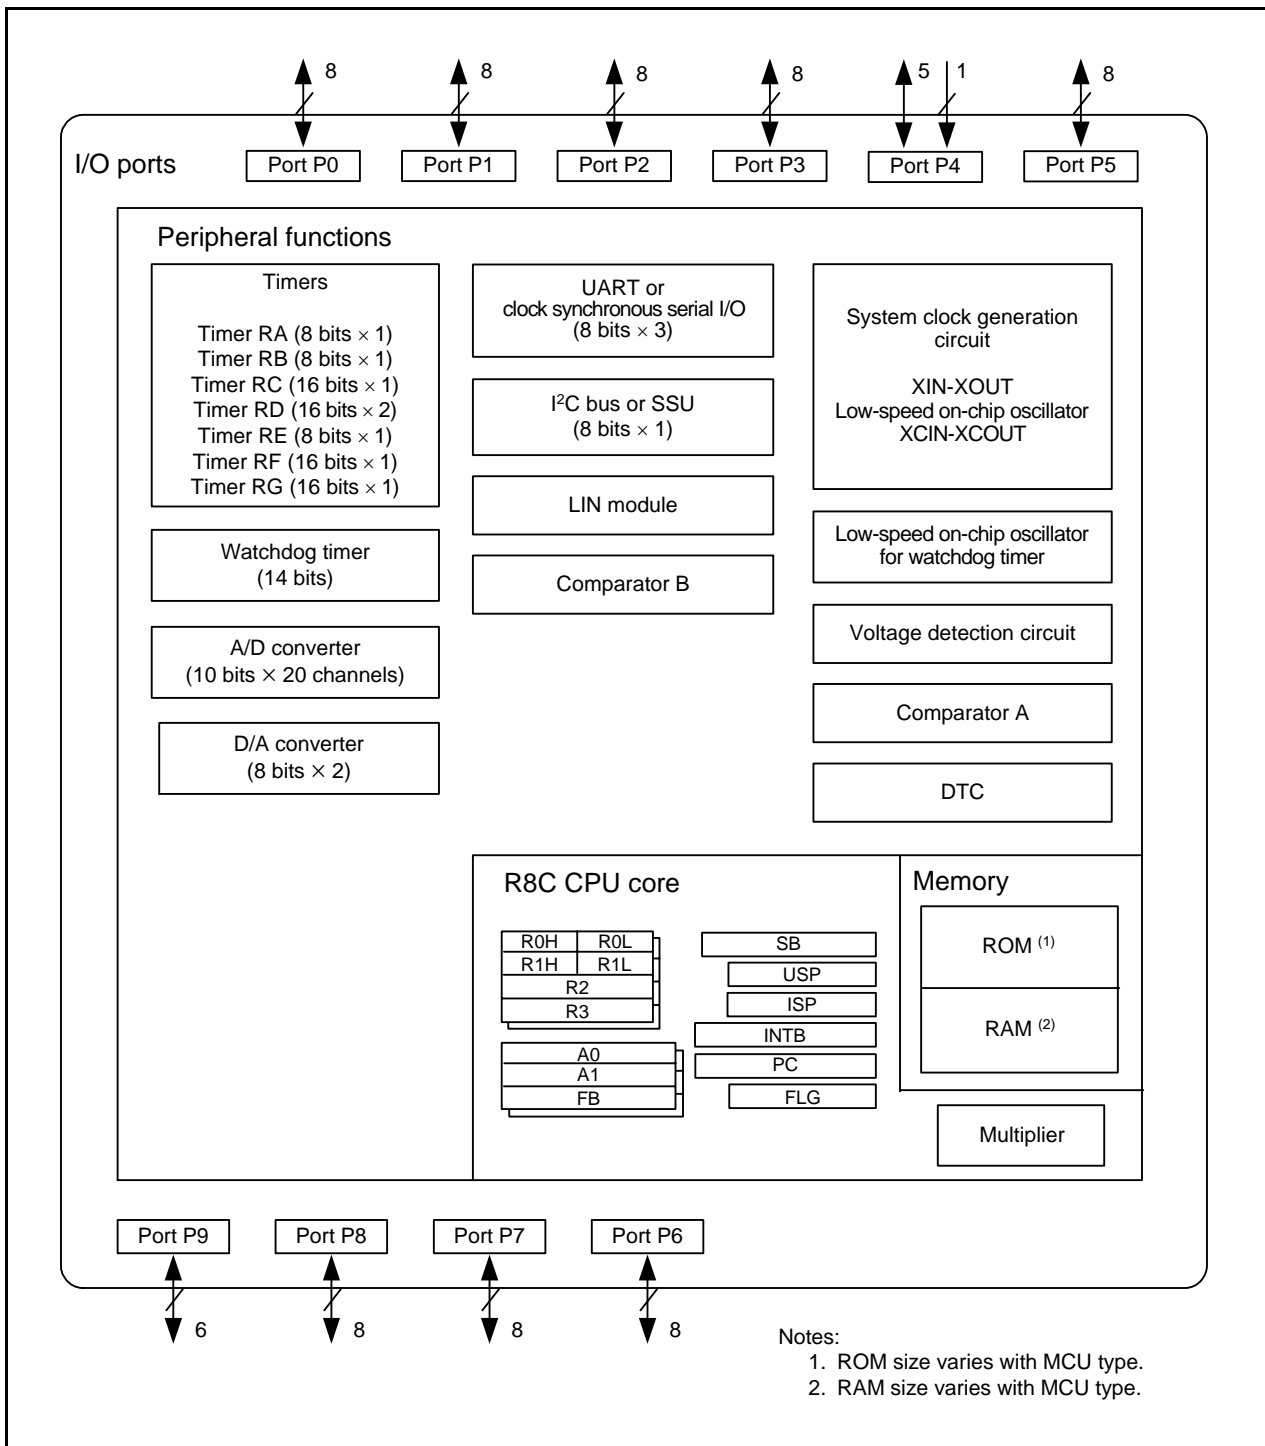 8 8 8 8 5 1 8
I/O ports
Port P0 Port P1 Port P2 Port P3 Port P4 Port P5
Peripheral functions
Timers
Timer RA (8 bits × 1)
Timer RB (8 bits × 1)
Timer RC (16 bits × 1)
Timer RD (16 bits × 2)
Timer RE (8 bits × 1)
Timer RF (16 bits × 1)
Timer RG (16 bits × 1)
Watchdog timer
(14 bits)
A/D converter
(10 bits × 20 channels)
D/A converter
(8 bits × 2)
UART or
clock synchronous serial I/O
(8 bits × 3)
I²C bus or SSU
(8 bits × 1)
LIN module
Comparator B
System clock generation
circuit
XIN-XOUT
Low-speed on-chip oscillator
XCIN-XCOUT
Low-speed on-chip oscillator
for watchdog timer
Voltage detection circuit
Comparator A
DTC
R8C CPU core
R0H R0L
R1H R1L
R2
R3
A0
A1
FB
SB
USP
ISP
INTB
PC
FLG
Memory
ROM (1)
RAM (2)
Multiplier
Port P9 Port P8 Port P7 Port P6
6 8 8 8
Notes:
1. ROM size varies with MCU type.
2. RAM size varies with MCU type.